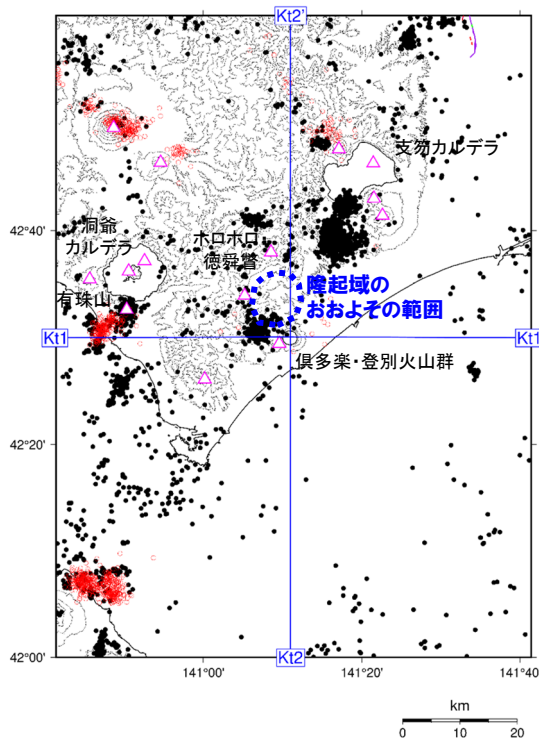 Kt2'
支笏カルデラ
42°40'
洞爺
カルデラ
ホロホロ
徳舜瞥
隆起域の
おおよその範囲
有珠山
Kt1
Kt1'
倶多楽・登別火山群
42°20'
42°00'
Kt2
141°00'
141°20'
141°40'
km
0
10
20